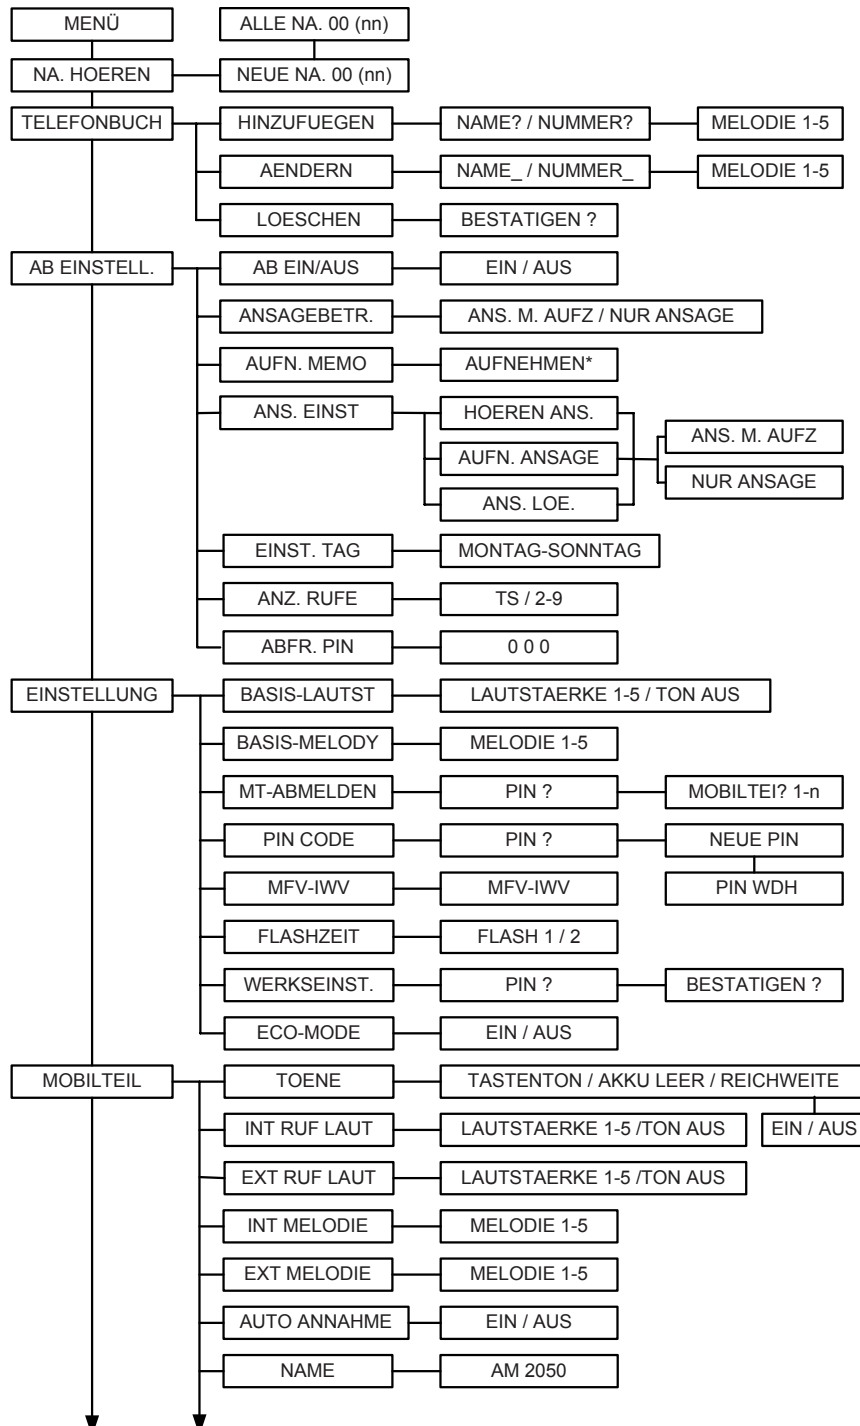 MENÜ ALLE NA. 00 (nn)
NA. HOEREN NEUE NA. 00 (nn)
TELEFONBUCH HINZUFUEGEN NAME? / NUMMER? MELODIE 1-5
AENDERN NAME_ / NUMMER_ MELODIE 1-5
LOESCHEN BESTATIGEN ?
AB EINSTELL. AB EIN/AUS EIN / AUS
ANSAGEBETR. ANS. M. AUFZ / NUR ANSAGE
AUFN. MEMO AUFNEHMEN*
ANS. EINST HOEREN ANS.
ANS. M. AUFZ
AUFN. ANSAGE
NUR ANSAGE
ANS. LOE.
EINST. TAG MONTAG-SONNTAG
ANZ. RUFE TS / 2-9
ABFR. PIN 0 0 0
EINSTELLUNG BASIS-LAUTST LAUTSTAERKE 1-5 / TON AUS
BASIS-MELODY MELODIE 1-5
MT-ABMELDEN PIN ? MOBILTEI? 1-n
PIN CODE PIN ? NEUE PIN
MFV-IWV MFV-IWV PIN WDH
FLASHZEIT FLASH 1 / 2
WERKSEINST. PIN ? BESTATIGEN ?
ECO-MODE EIN / AUS
MOBILTEIL TOENE TASTENTON / AKKU LEER / REICHWEITE
INT RUF LAUT LAUTSTAERKE 1-5 /TON AUS EIN / AUS
EXT RUF LAUT LAUTSTAERKE 1-5 /TON AUS
INT MELODIE MELODIE 1-5
EXT MELODIE MELODIE 1-5
AUTO ANNAHME EIN / AUS
NAME AM 2050